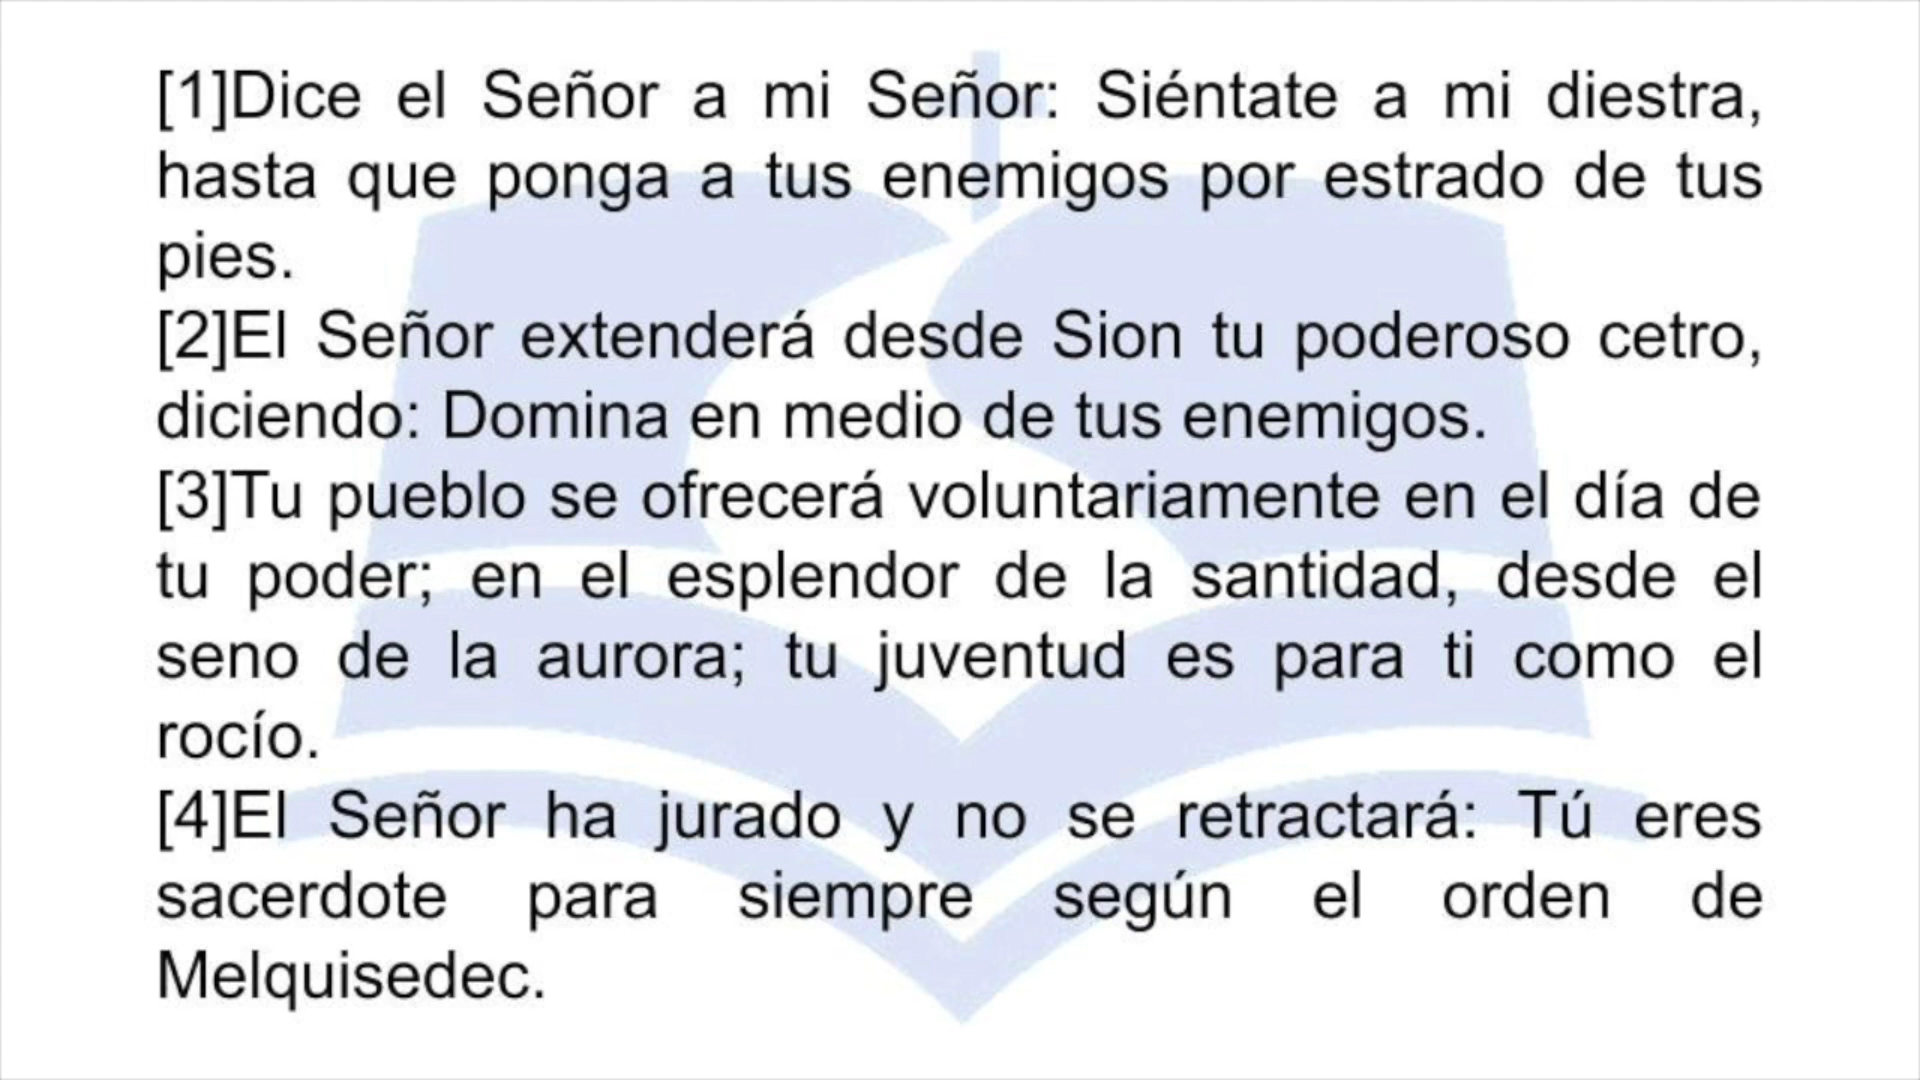 [1]Dice el Señor a mi Señor: Siéntate a mi diestra,
hasta que ponga a tus enemigos por estrado de tus
pies.
[2]El Señor extenderá desde Sion tu poderoso cetro,
diciendo: Domina en medio de tus enemigos.
[3]Tu pueblo se ofrecerá voluntariamente en el día de
tu poder; en el esplendor de la santidad, desde el
seno de la aurora; tu juventud es para ti como el
rocío.
[4]El Señor ha jurado y no se retractará: Tú eres
sacerdote para siempre según el orden de
Melquisedec.